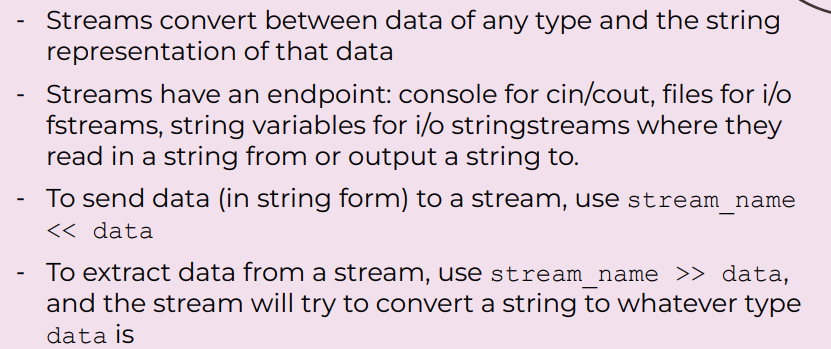 - Streams convert between data of any type and the string
representation of that data
- Streams have an endpoint: console for cin/cout, files for i/o
fstreams, string variables for i/o stringstreams where they
read in a string from or output a string to.
- To send data (in string form) to a stream, use stream_name
<< data
- To extract data from a stream, use stream_name >> data,
and the stream will try to convert a string to whatever type
data is